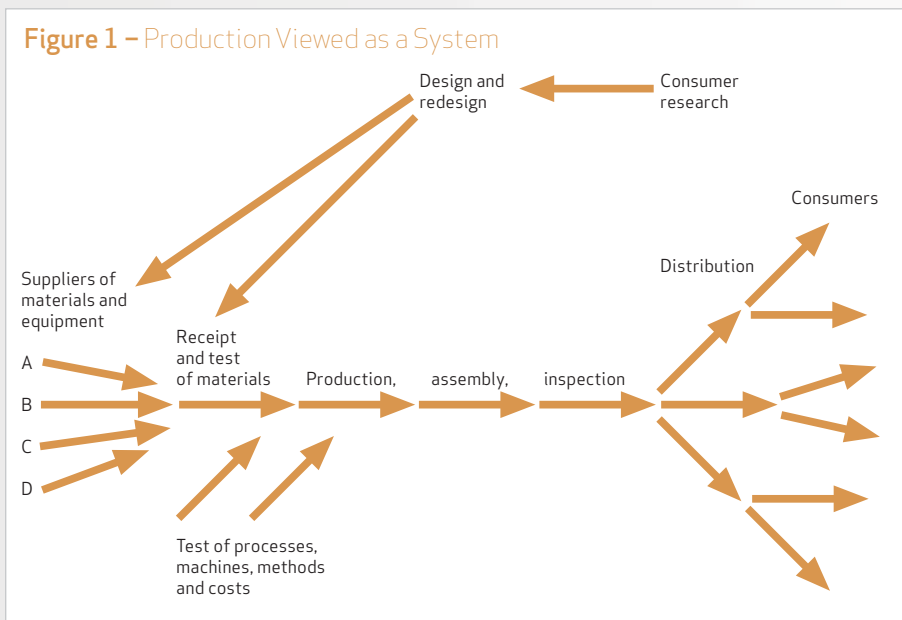 Figure 1 – Production Viewed as a System
Design and
redesign
Consumer
research
Consumers
Distribution
Suppliers of
materials and
equipment
Receipt
and test
of materials
Production,
assembly,
inspection
A
B
C
D
Test of processes,
machines, methods
and costs